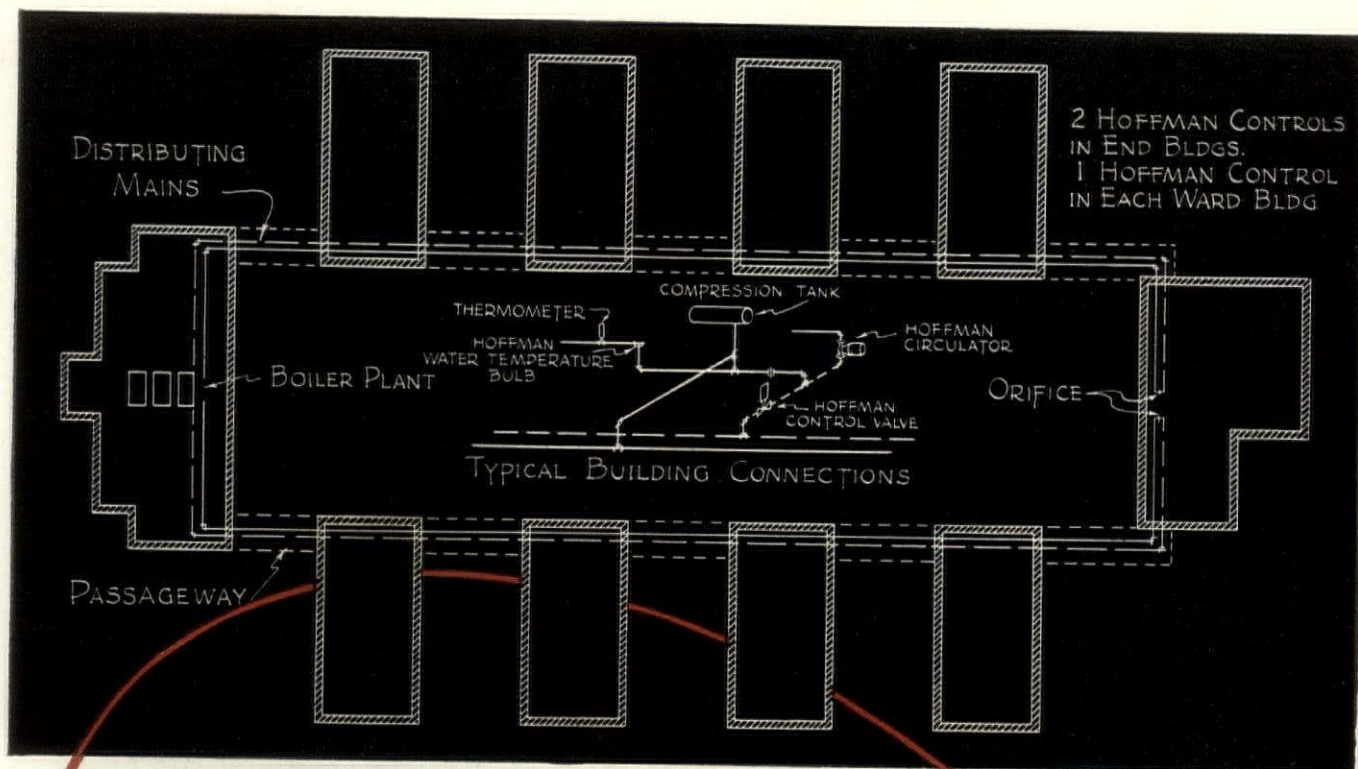 2 HOFFMAN CONTROLS
IN END BLDGS.
1 HOFFMAN CONTROL
IN EACH WARD BLDG
DISTRIBUTING
MAINS
COMPRESSION TANK
THERMOMETER
HOFFMAN
WATER TEMPERATURE
BULB
HOFFMAN
CIRCULATOR
BOILER PLANT
ORIFICE
HOFFMAN
CONTROL VALVE
TYPICAL BUILDING CONNECTIONS
PASSAGEWAY